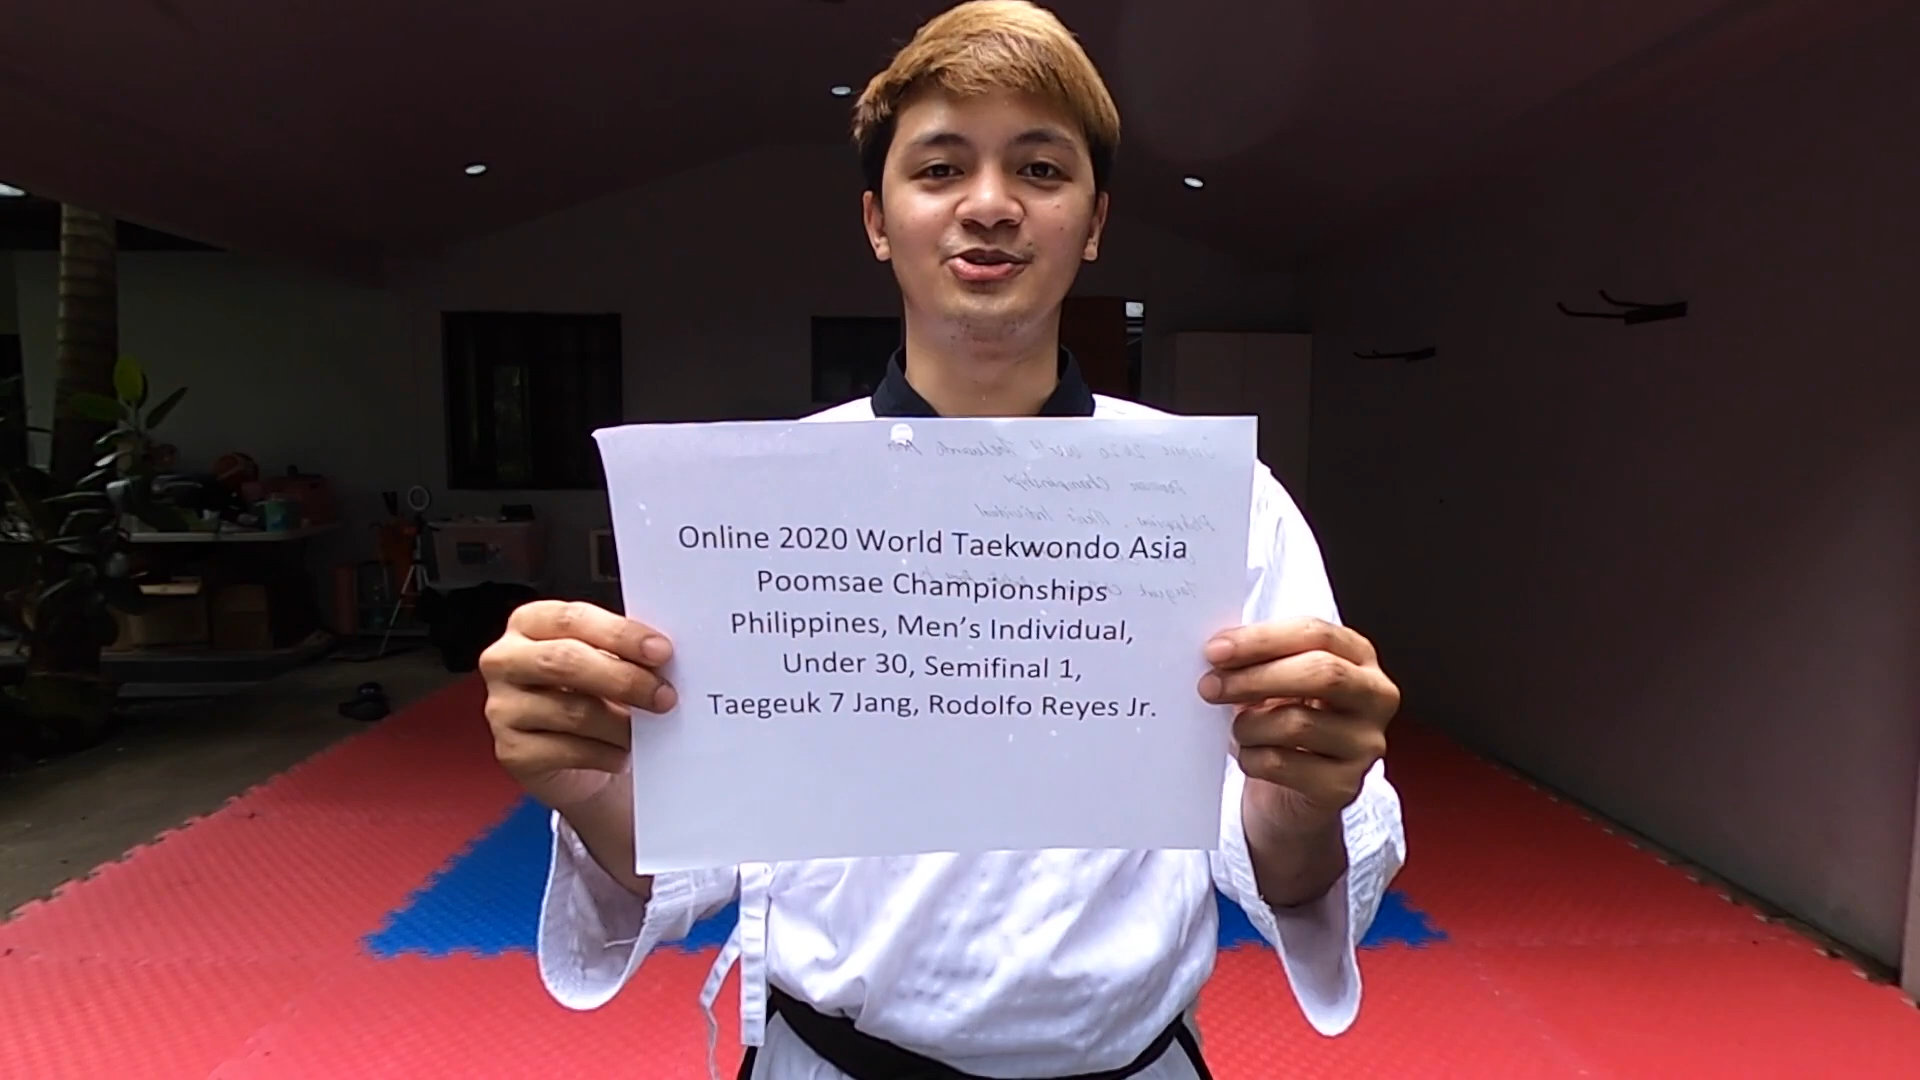 Online 2020 World Taekwondo Asia
Poomsae Championships
Philippines, Men's Individual,
Under 30, Semifinal 1,
Taegeuk 7 Jang, Rodolfo Reyes Jr.